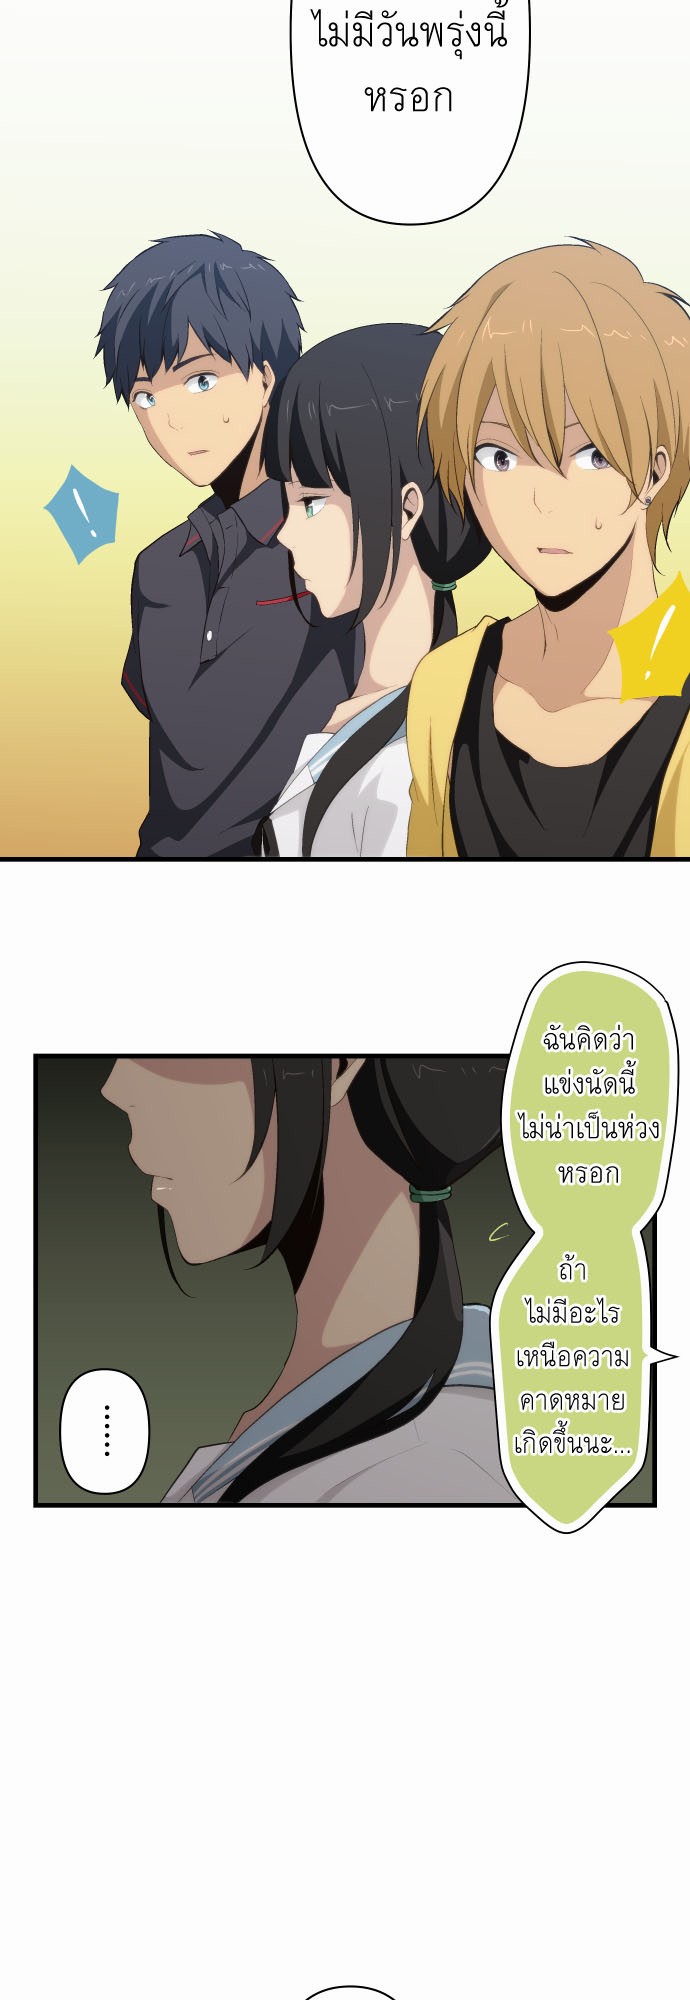 ไม่มีวันพรุ่งนี้
หรอก
!
!
ฉันคิดว่า
แข่งนัดนี้
ไม่น่าเป็นห่วง
หรอก
ถ้า
ไม่มีอะไร
เหนือความ
คาดหมาย
เกิดขึ้นนะ...
......